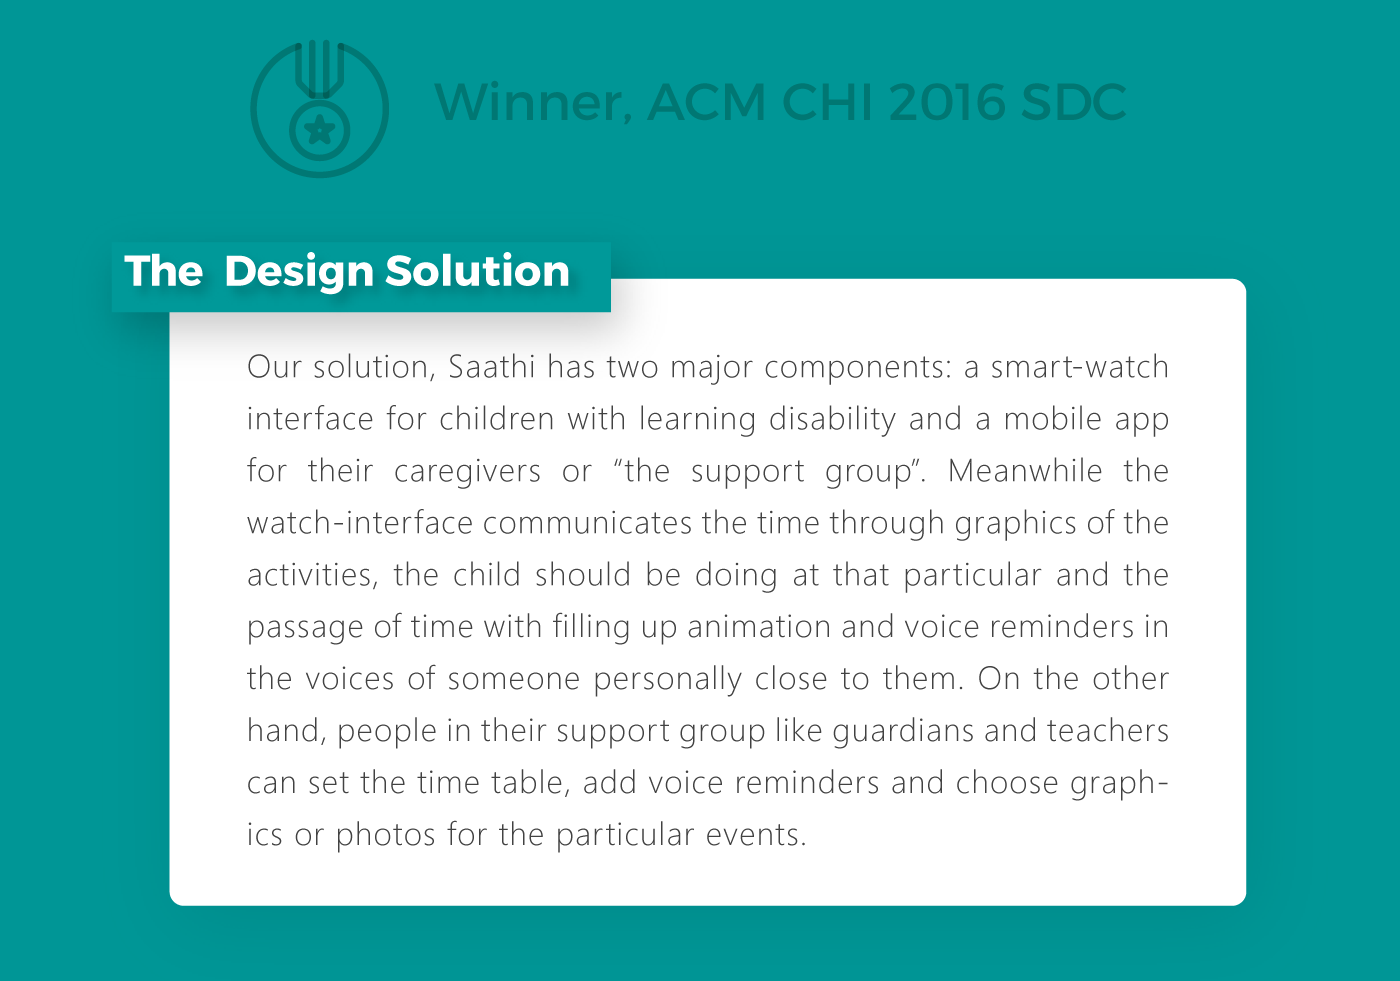 Winner, ACM CHI 2016 SDC
The Design Solution
Our solution, Saathi has two major components: a smart-watch
interface for children with learning disability and a mobile app
for their caregivers or “the support group”. Meanwhile the
watch-interface communicates the time through graphics of the
activities, the child should be doing at that particular and the
passage of time with filling up animation and voice reminders in
the voices of someone personally close to them. On the other
hand, people in their support group like guardians and teachers
can set the time table, add voice reminders and choose graph-
ics or photos for the particular events.